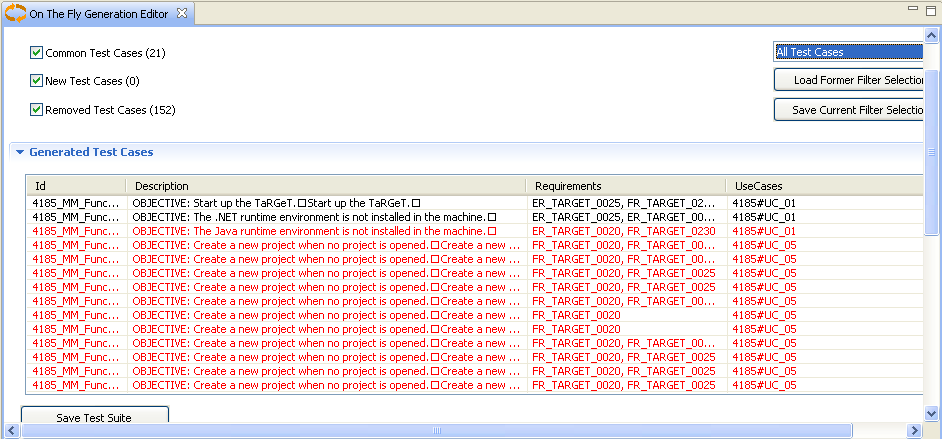 On The Fly Generation Editor
Common Test Cases (21)
All Test Cases
New Test Cases (0)
Load Former Filter Selection
Removed Test Cases (152)
Save Current Filter Selectio
Generated Test Cases
Id Description Requirements UseCases
4185_MM_Func... OBJECTIVE: Start up the TaRGeT.□Start up the TaRGeT.□ ER_TARGET_0025, FR_TARGET_02... 4185#UC_01
4185_MM_Func... OBJECTIVE: The .NET runtime environment is not installed in the machine.□ ER_TARGET_0020, FR_TARGET_00... 4185#UC_01
4185_MM_Func... OBJECTIVE: The Java runtime environment is not installed in the machine.□ ER_TARGET_0020, FR_TARGET_0230 4185#UC_01
4185_MM_Func... OBJECTIVE: Create a new project when no project is opened.□Create a new ... FR_TARGET_0020, FR_TARGET_00... 4185#UC_05
4185_MM_Func... OBJECTIVE: Create a new project when no project is opened.□Create a new ... FR_TARGET_0020, FR_TARGET_00... 4185#UC_05
4185_MM_Func... OBJECTIVE: Create a new project when no project is opened.□Create a new ... FR_TARGET_0020, FR_TARGET_0025 4185#UC_05
4185_MM_Func... OBJECTIVE: Create a new project when no project is opened.□Create a new ... FR_TARGET_0020, FR_TARGET_0025 4185#UC_05
4185_MM_Func... OBJECTIVE: Create a new project when no project is opened.□Create a new ... FR_TARGET_0020, FR_TARGET_00... 4185#UC_05
4185_MM_Func... OBJECTIVE: Create a new project when no project is opened.□Create a new ... FR_TARGET_0020 4185#UC_05
4185_MM_Func... OBJECTIVE: Create a new project when no project is opened.□Create a new ... FR_TARGET_0020 4185#UC_05
4185_MM_Func... OBJECTIVE: Create a new project when no project is opened.□Create a new ... FR_TARGET_0020, FR_TARGET_00... 4185#UC_05
4185_MM_Func... OBJECTIVE: Create a new project when no project is opened.□Create a new ... FR_TARGET_0020, FR_TARGET_0025 4185#UC_05
4185_MM_Func... OBJECTIVE: Create a new project when no project is opened.□Create a new ... FR_TARGET_0020, FR_TARGET_0025 4185#UC_05
4185_MM_Func... OBJECTIVE: Create a new project when no project is opened.□Create a new ... FR_TARGET_0020, FR_TARGET_0025 4185#UC_05
Save Test Suite